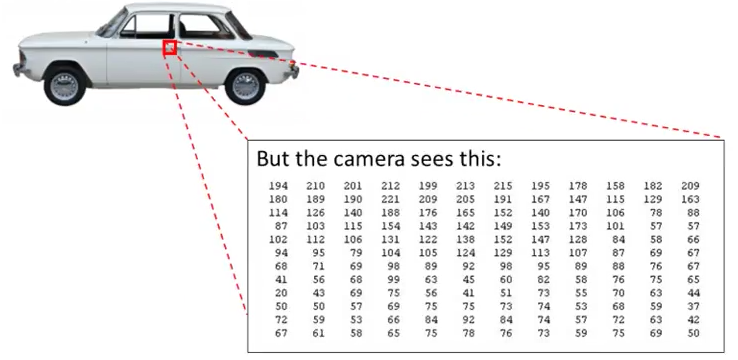 But the camera sees this:
194 210 201 212 199 213 215 195 178 158 182 209
180 189 190 221 209 205 191 167 147 115 129 163
114 126 140 188 176 165 152 140 170 106 78 88
87 103 115 154 143 142 149 153 173 101 57 57
102 112 106 131 122 138 152 147 128 84 58 66
94 95 79 104 105 124 129 113 107 87 69 67
68 71 69 98 89 92 98 95 89 88 76 67
41 56 68 99 63 45 60 82 58 76 75 65
20 43 69 75 56 41 51 73 55 70 63 44
50 50 57 69 75 75 73 74 53 68 59 37
72 59 53 66 84 92 84 74 57 72 63 42
67 61 58 65 75 78 76 73 59 75 69 50